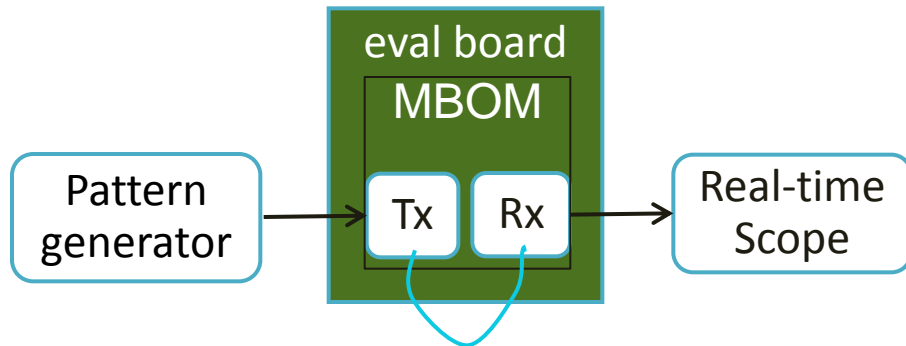 eval board
MBOM
Pattern
generator
Tx
Rx
Real-time
Scope